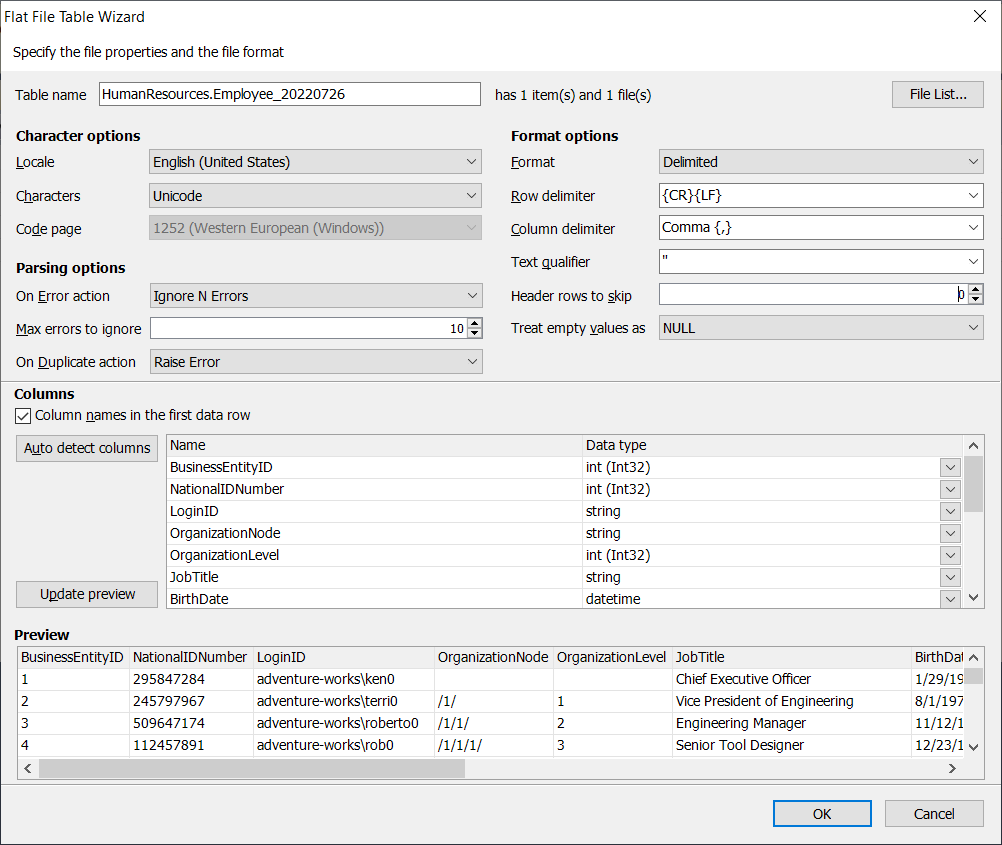 Flat File Table Wizard
Specify the file properties and the file format
Table name HumanResources.Employee_20220726 has 1 item(s) and 1 file(s) File List...
Character options
Locale English (United States)
Characters Unicode
Code page 1252 (Western European (Windows))
Parsing options
On Error action Ignore N Errors
Max errors to ignore 10
On Duplicate action Raise Error
Format options
Format Delimited
Row delimiter {CR}{LF}
Column delimiter Comma {,}
Text qualifier "
Header rows to skip 0
Treat empty values as NULL
Columns
Column names in the first data row
Auto detect columns
Update preview
Name Data type
BusinessEntityID int (Int32)
NationalIDNumber int (Int32)
LoginID string
OrganizationNode string
OrganizationLevel int (Int32)
JobTitle string
BirthDate datetime
Preview
BusinessEntityID NationalIDNumber LoginID OrganizationNode OrganizationLevel JobTitle BirthDat
1 295847284 adventure-works\ken0 Chief Executive Officer 1/29/19
2 245797967 adventure-works\terri0 /1/ 1 Vice President of Engineering 8/1/197
3 509647174 adventure-works\roberto0 /1/1/ 2 Engineering Manager 11/12/1
4 112457891 adventure-works\rob0 /1/1/1/ 3 Senior Tool Designer 12/23/1
OK Cancel